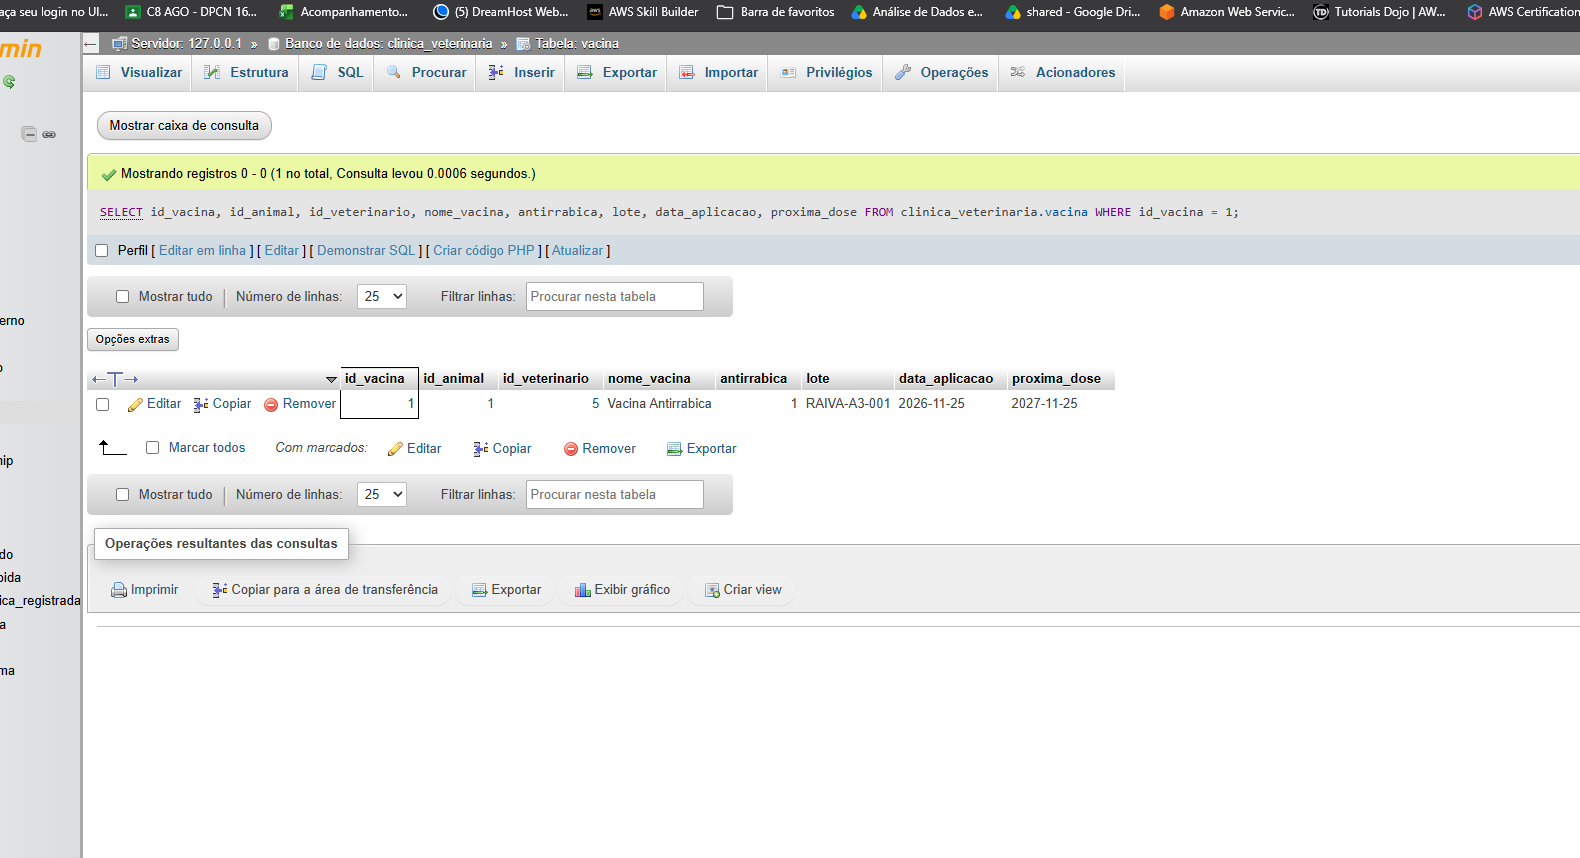 aça seu login no UI... C8 AGO - DPCN 16... Acompanhamento... (5) DreamHost Web... AWS Skill Builder Barra de favoritos Análise de Dados e... shared - Google Dri... Amazon Web Servic... Tutorials Dojo | AW... AWS Certification
min
Servidor: 127.0.0.1 » Banco de dados: clinica_veterinaria » Tabela: vacina
Visualizar Estrutura SQL Procurar Inserir Exportar Importar Privilégios Operações Acionadores
Mostrar caixa de consulta
Mostrando registros 0 - 0 (1 no total, Consulta levou 0.0006 segundos.)
SELECT id_vacina, id_animal, id_veterinario, nome_vacina, antirrabica, lote, data_aplicacao, proxima_dose FROM clinica_veterinaria.vacina WHERE id_vacina = 1;
Perfil [ Editar em linha ] [ Editar ] [ Demonstrar SQL ] [ Criar código PHP ] [ Atualizar ]
Mostrar tudo Número de linhas: 25 Filtrar linhas: Procurar nesta tabela
Opções extras
id_vacina id_animal id_veterinario nome_vacina antirrabica lote data_aplicacao proxima_dose
Editar Copiar Remover 1 1 5 Vacina Antirrabica 1 RAIVA-A3-001 2026-11-25 2027-11-25
Marcar todos Com marcados: Editar Copiar Remover Exportar
Mostrar tudo Número de linhas: 25 Filtrar linhas: Procurar nesta tabela
Operações resultantes das consultas
Imprimir Copiar para a área de transferência Exportar Exibir gráfico Criar view
erno
o
hip
do
bida
ica_registrada
a
ma